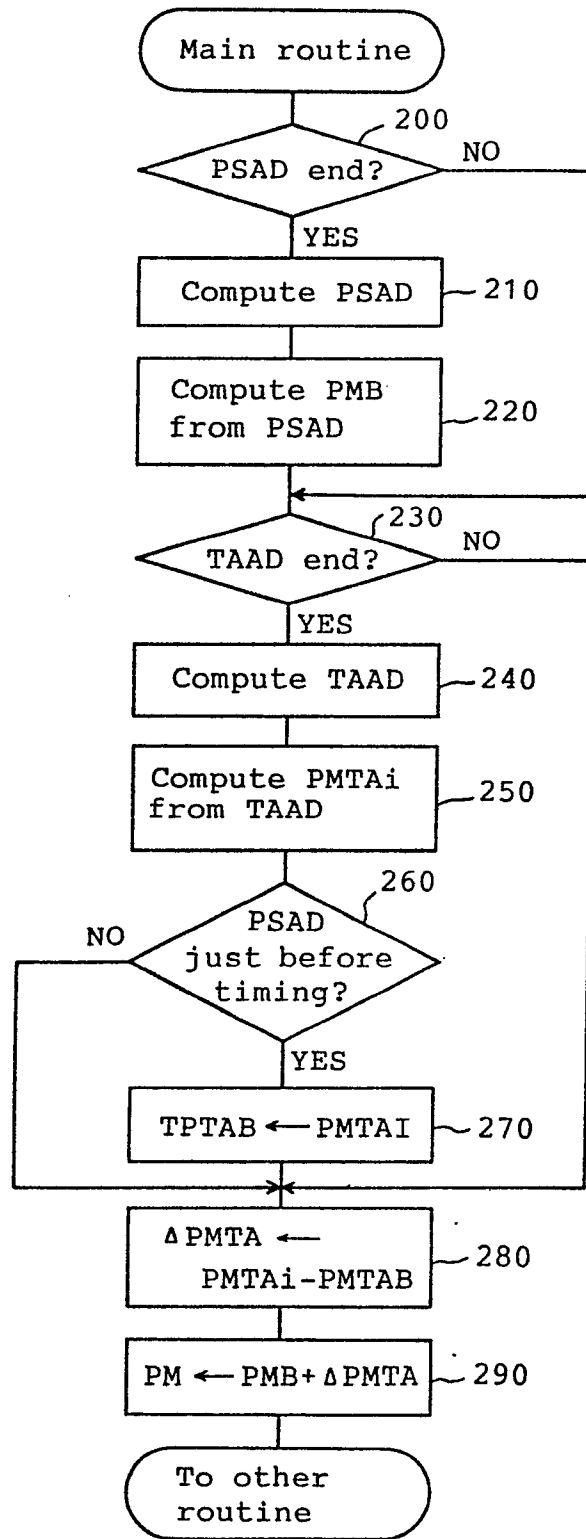 Main routine
200
PSAD end?
NO
YES
Compute PSAD
210
Compute PMB
from PSAD
220
230
TAAD end?
NO
YES
Compute TAAD
240
Compute PMTAi
from TAAD
250
260
PSAD
just before
timing?
NO
YES
TPTAB ← PMTAI
270
Δ PMTA ←
PMTAi-PMTAB
280
PM ← PMB+ Δ PMTA
290
To other
routine